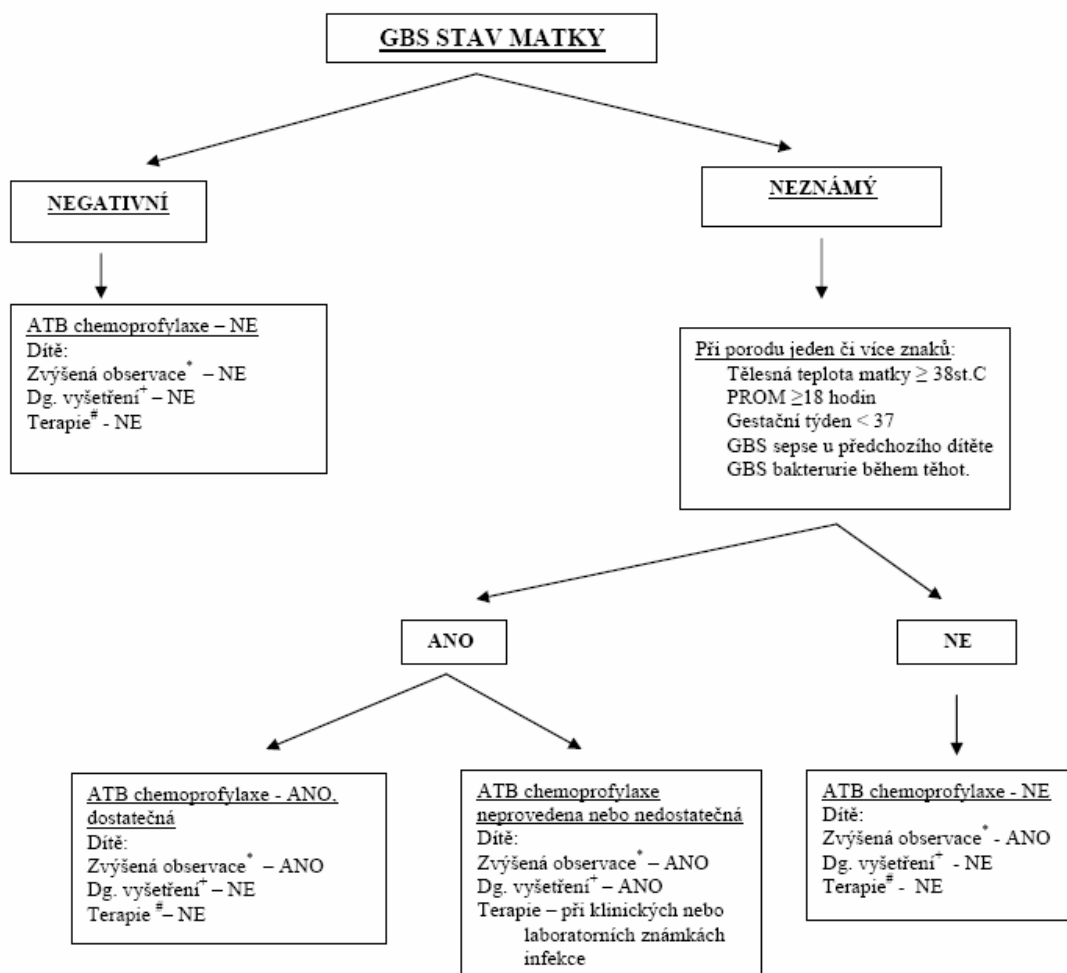 GBS STAV MATKY
NEGATIVNÍ
NEZNÁMÝ
ATB chemoprofylaxe – NE
Dítě:
Zvýšená observace* – NE
Dg. vyšetření+ – NE
Terapie# - NE
Při porodu jeden či více znaků:
Tělesná teplota matky ≥ 38st.C
PROM ≥18 hodin
Gestační týden < 37
GBS sepse u předchozího dítěte
GBS bakterurie během těhot.
ANO
NE
ATB chemoprofylaxe - ANO,
dostatečná
Dítě:
Zvýšená observace* – ANO
Dg. vyšetření+ – NE
Terapie #– NE
ATB chemoprofylaxe
neprovedena nebo nedostatečná
Dítě:
Zvýšená observace* – ANO
Dg. vyšetření+ – ANO
Terapie – při klinických nebo
laboratorních známkách
infekce
ATB chemoprofylaxe - NE
Dítě:
Zvýšená observace* - ANO
Dg. vyšetření+ - NE
Terapie# - NE